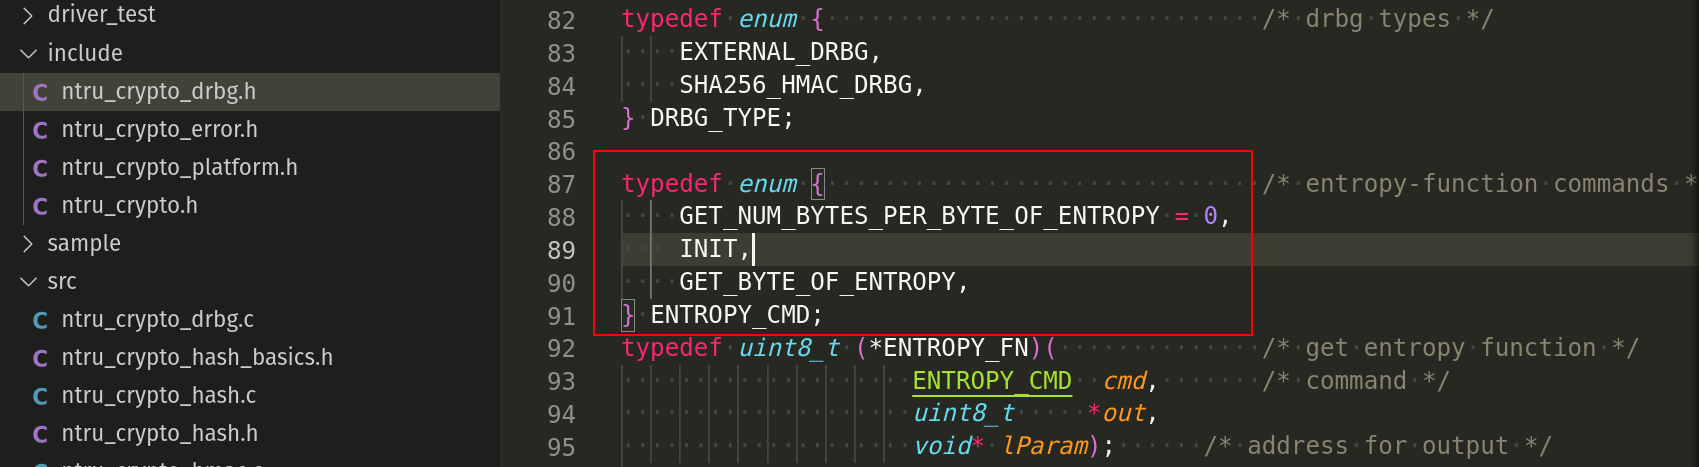 driver_test
include
C ntru_crypto_drbg.h
C ntru_crypto_error.h
C ntru_crypto_platform.h
C ntru_crypto.h
sample
src
C ntru_crypto_drbg.c
C ntru_crypto_hash_basics.h
C ntru_crypto_hash.c
C ntru_crypto_hash.h
82 typedef enum { /* drbg types */
83 EXTERNAL_DRBG,
84 SHA256_HMAC_DRBG,
85 } DRBG_TYPE;
86
87 typedef enum { /* entropy-function commands *
88 GET_NUM_BYTES_PER_BYTE_OF_ENTROPY = 0,
89 INIT,
90 GET_BYTE_OF_ENTROPY,
91 } ENTROPY_CMD;
92 typedef uint8_t (*ENTROPY_FN)( /* get entropy function */
93 ENTROPY_CMD cmd, /* command */
94 uint8_t *out,
95 void* lParam); /* address for output */